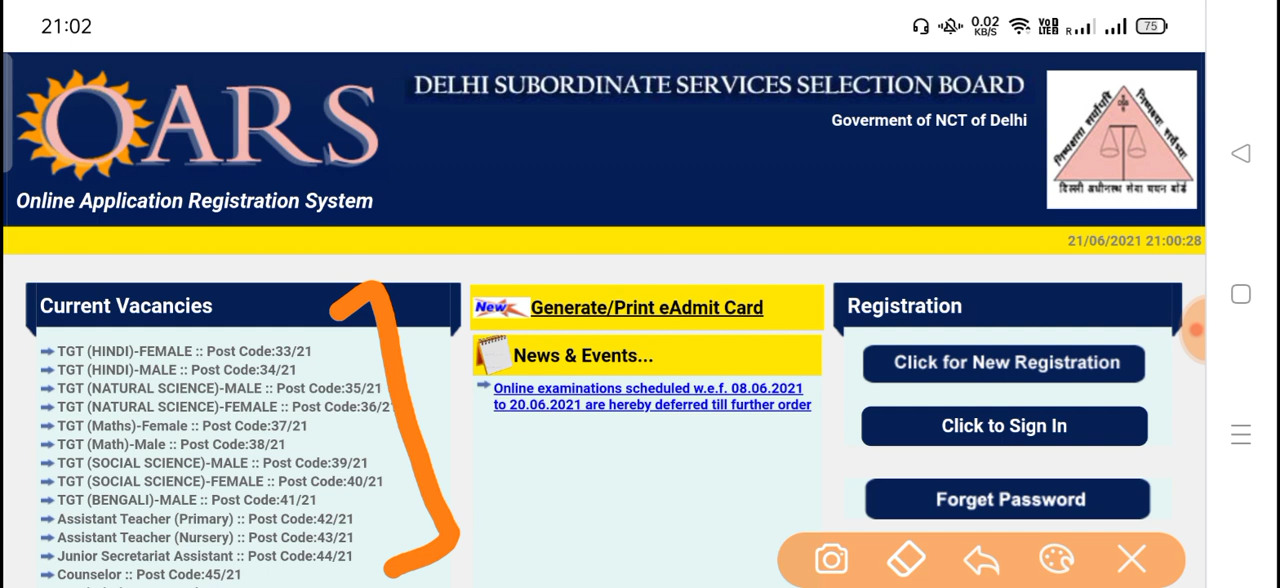 21:02
0.02
KB/S
VoD
LTED
R
75
OARS
Online Application Registration System
DELHI SUBORDINATE SERVICES SELECTION BOARD
Goverment of NCT of Delhi
निष्पक्षता सर्वोपरि
दिल्ली अधीनस्थ सेवा चयन बोर्ड
21/06/2021 21:00:28
Current Vacancies
TGT (HINDI)-FEMALE :: Post Code:33/21
TGT (HINDI)-MALE :: Post Code:34/21
TGT (NATURAL SCIENCE)-MALE :: Post Code:35/21
TGT (NATURAL SCIENCE)-FEMALE :: Post Code:36/2
TGT (Maths)-Female :: Post Code:37/21
TGT (Math)-Male :: Post Code:38/21
TGT (SOCIAL SCIENCE)-MALE :: Post Code:39/21
TGT (SOCIAL SCIENCE)-FEMALE :: Post Code:40/21
TGT (BENGALI)-MALE :: Post Code:41/21
Assistant Teacher (Primary) :: Post Code:42/21
Assistant Teacher (Nursery) :: Post Code:43/21
Junior Secretariat Assistant :: Post Code:44/21
Counselor :: Post Code:45/21
New
Generate/Print eAdmit Card
News & Events...
Online examinations scheduled w.e.f. 08.06.2021
to 20.06.2021 are hereby deferred till further order
Registration
Click for New Registration
Click to Sign In
Forget Password